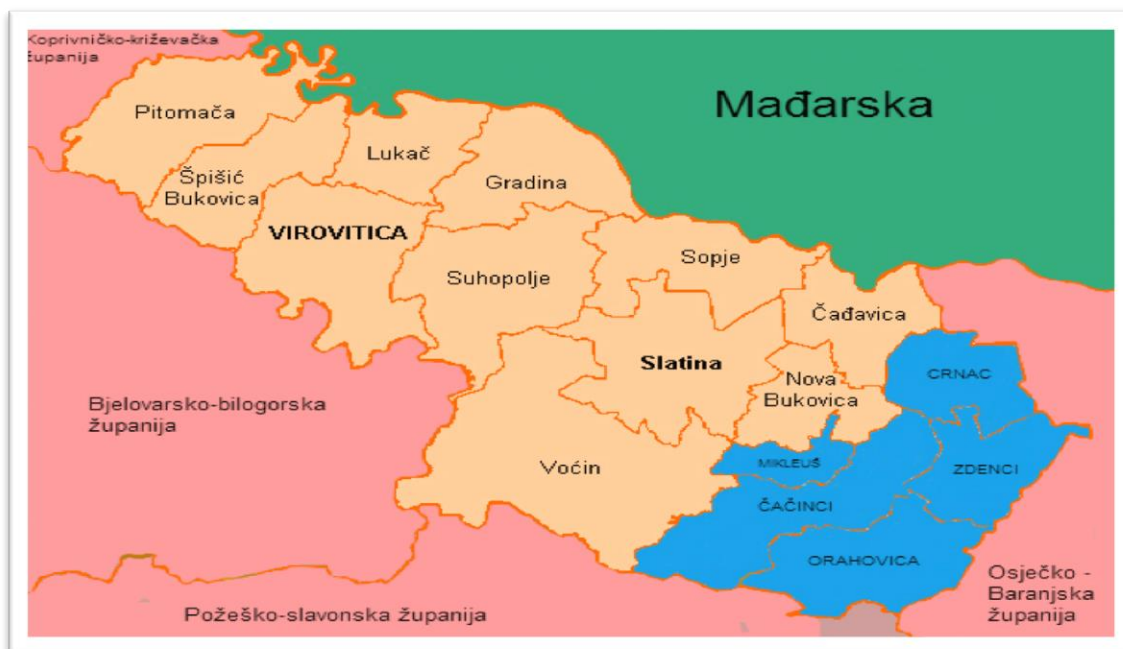 Koprivničko-križevačka
županija
Mađarska
Pitomača
Lukač
Špišić
Bukovica
Gradina
VIROVITICA
Suhopolje
Sopje
Čađavica
Slatina
CRNAC
Nova
Bukovica
Bjelovarsko-bilogorska
županija
Voćin
MIKLEUŠ
ZDENCI
ČAČINCI
ORAHOVICA
Osječko -
Baranjska
županija
Požeško-slavonska županija